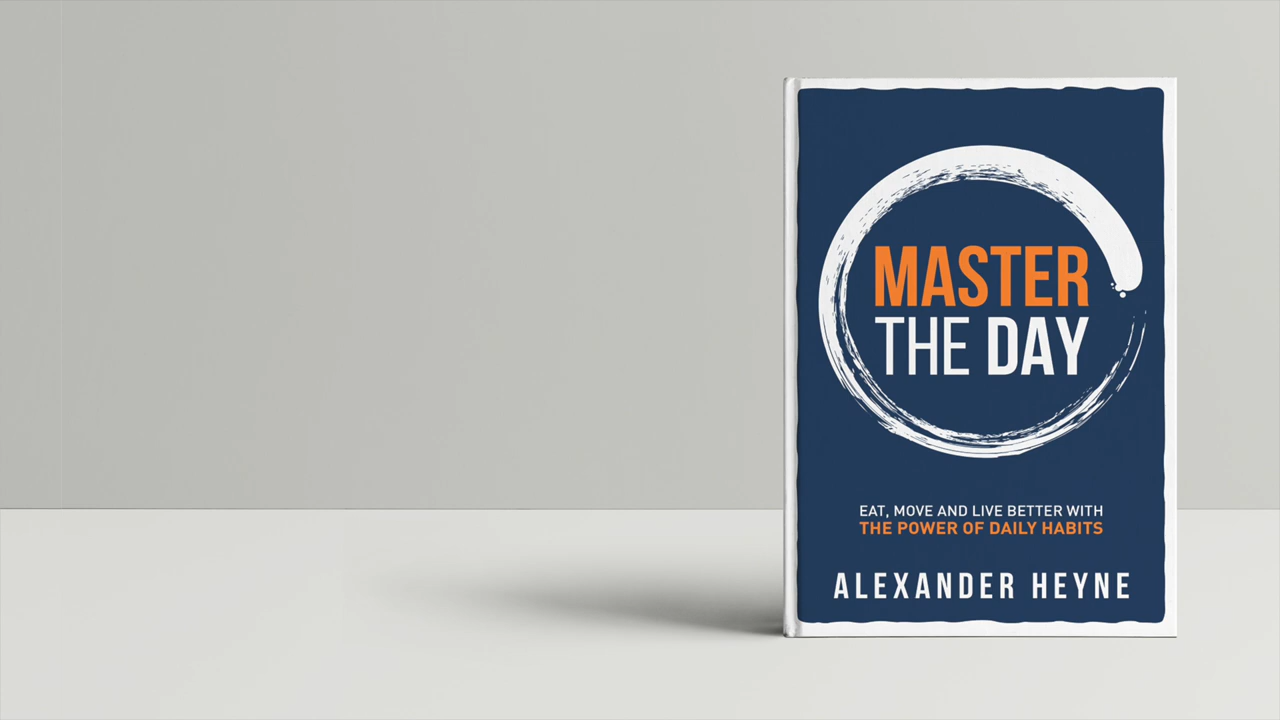 MASTER
THE DAY
EAT, MOVE AND LIVE BETTER WITH
THE POWER OF DAILY HABITS
ALEXANDER HEYNE